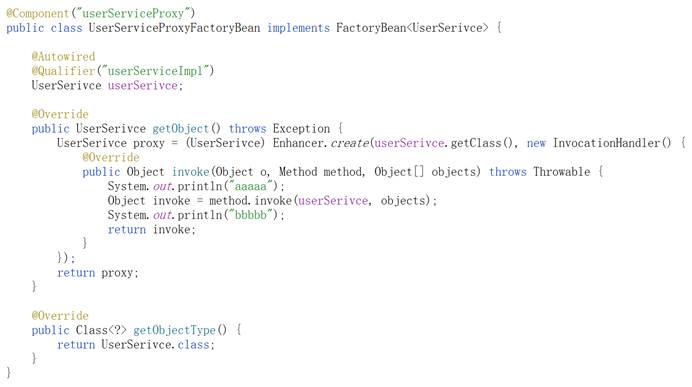 @Component("userServiceProxy")
public class UserServiceProxyFactoryBean implements FactoryBean<UserSerivce> {
@Autowired
@Qualifier("userServiceImpl")
UserSerivce userSerivce;
@Override
public UserSerivce getObject() throws Exception {
UserSerivce proxy = (UserSerivce) Enhancer.create(userSerivce.getClass(), new InvocationHandler() {
@Override
public Object invoke(Object o, Method method, Object[] objects) throws Throwable {
System.out.println("aaaaa");
Object invoke = method.invoke(userSerivce, objects);
System.out.println("bbbbb");
return invoke;
}
});
return proxy;
}
@Override
public Class<?> getObjectType() {
return UserSerivce.class;
}
}